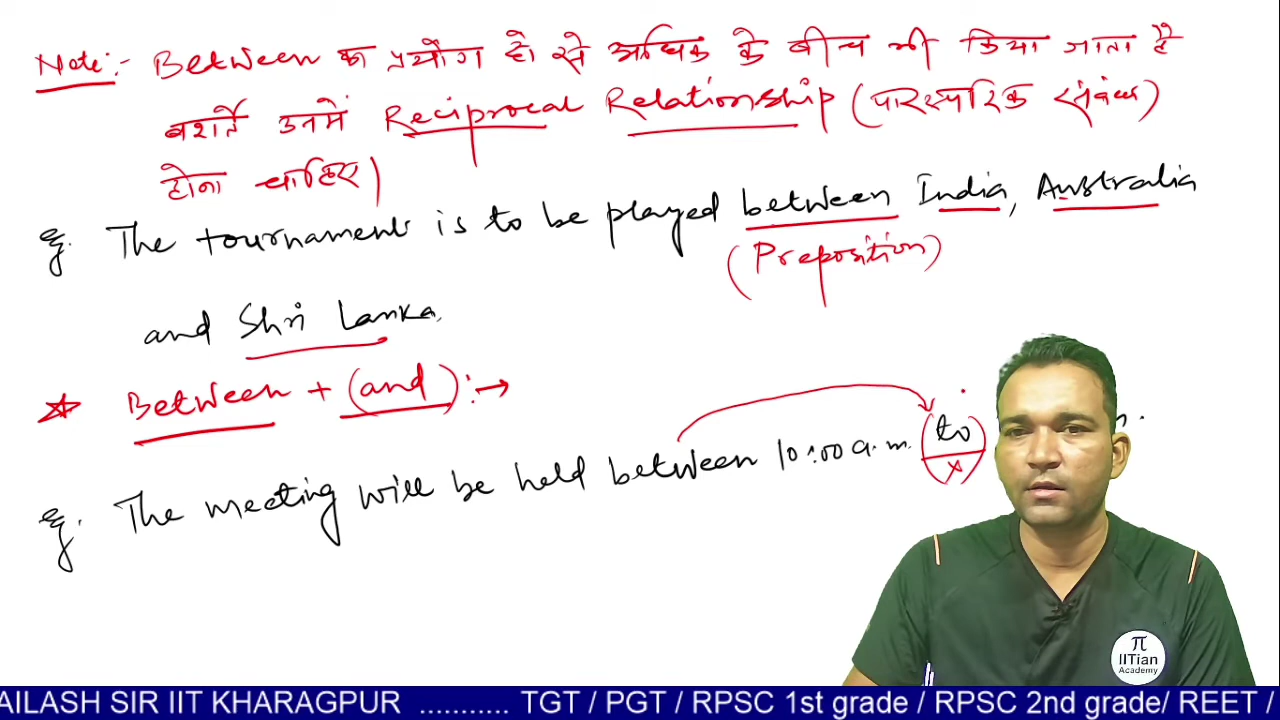 Note:- Between का प्रयोग दो से अधिक के बीच भी किया जाता है
बशर्ते उनमें Reciprocal Relationship (पारस्परिक संबंध)
होना चाहिए।
Eg. The tournament is to be played between India, Australia
(Preposition)
and Shri Lanka.
Between + (and) :→
Eg. The meeting will be held between 10:00 a.m. (to)
x
π
IITian
Academy
AILASH SIR IIT KHARAGPUR ........... TGT / PGT / RPSC 1st grade / RPSC 2nd grade/ REET /